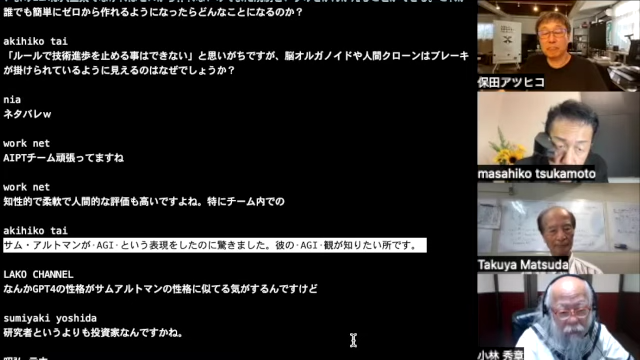 誰でも簡単にゼロから作れるようになったらどんなことになるのか？
akihiko tai
「ルールで技術進歩を止める事はできない」と思いがちですが、脳オルガノイドや人間クローンはブレーキ
が掛けられているように見えるのはなぜでしょうか？
nia
ネタバレｗ
work net
AIPTチーム頑張ってますね
work net
知性的で柔軟で人間的な評価も高いですよね。特にチーム内での
akihiko tai
サム・アルトマンが・AGI・という表現をしたのに驚きました。彼の・AGI・観が知りたい所です。
LAKO CHANNEL
なんかGPT4の性格がサムアルトマンの性格に似てる気がするんですけど
sumiyaki yoshida
研究者というよりも投資家なんですかね。
保田アツヒコ
masahiko tsukamoto
Takuya Matsuda
小林 秀章